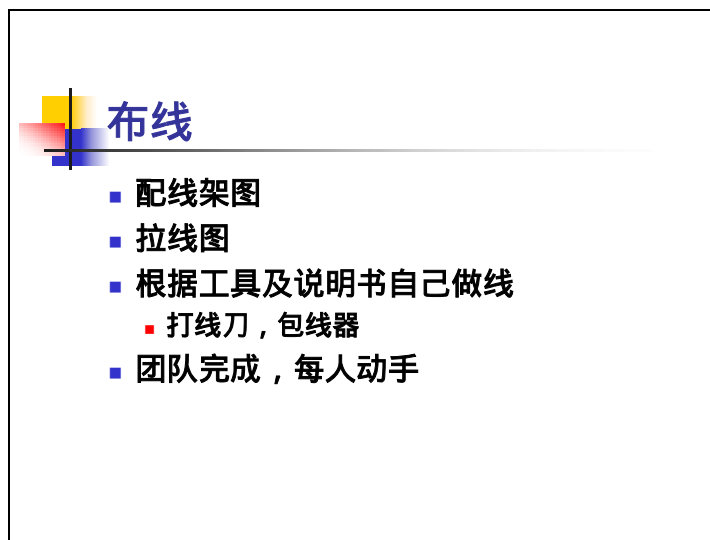 布线
配线架图
拉线图
根据工具及说明书自己做线
打线刀，包线器
团队完成，每人动手